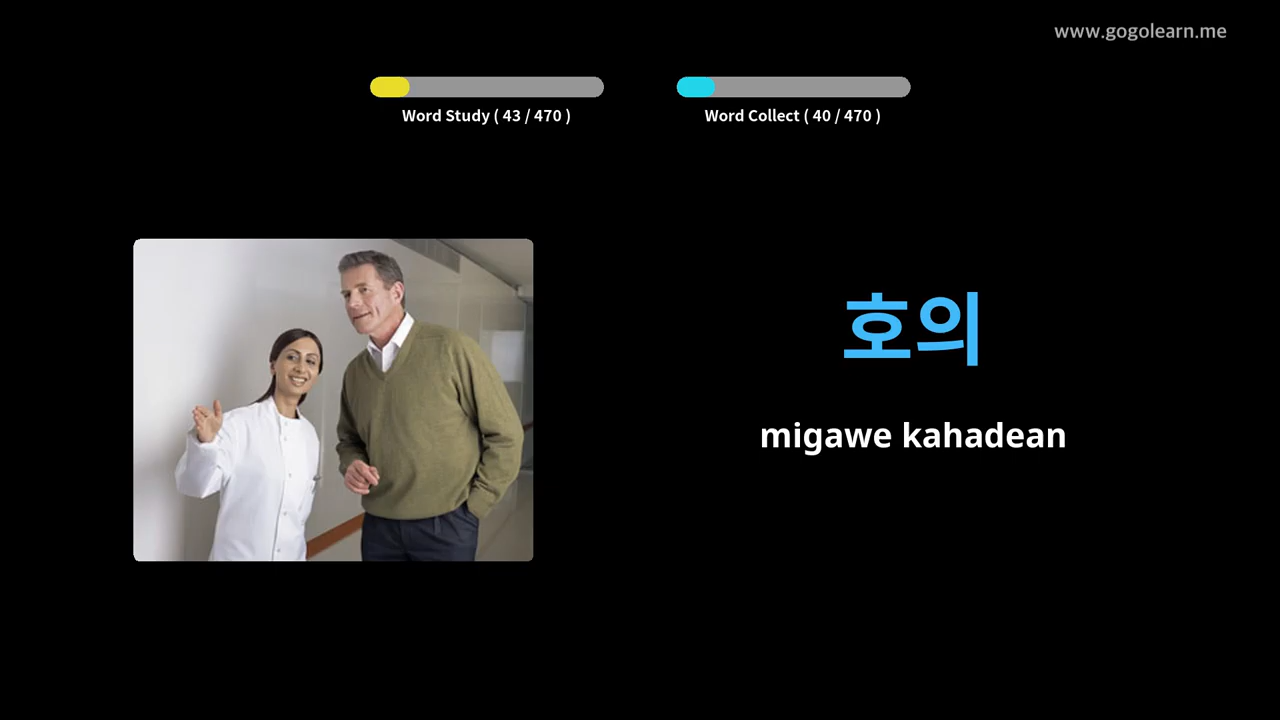 www.gogolearn.me
Word Study ( 43 / 470 )
Word Collect ( 40 / 470 )
호의
migawe kahadean